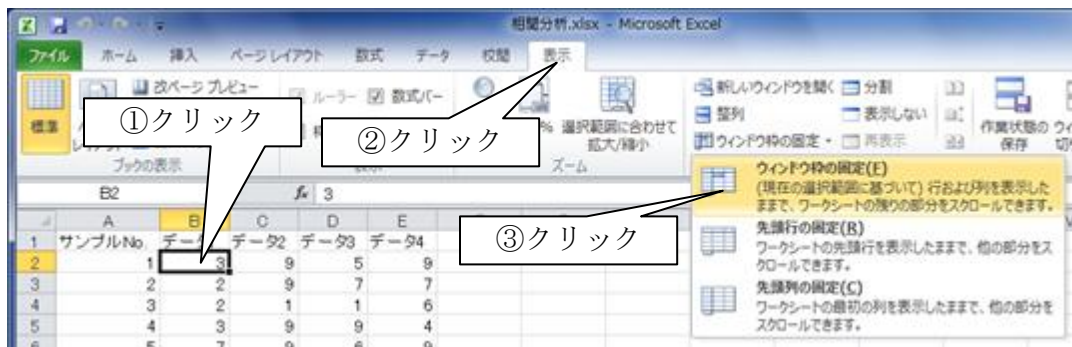 相関分析.xlsx - Microsoft Excel
ファイル ホーム 挿入 ページ レイアウト 数式 データ 校閲 表示
標準
改ページ プレビュー
ブックの表示
ルーラー 数式バー
選択範囲に合わせて
拡大/縮小
ズーム
新しいウィンドウを開く
整列
ウィンドウ枠の固定
分割
表示しない
再表示
作業状態の
保存
①クリック
②クリック
③クリック
ウィンドウ枠の固定(F)
(現在の選択範囲に基づいて) 行および列を表示した
ままで、ワークシートの残りの部分をスクロールできます。
先頭行の固定(R)
ワークシートの先頭行を表示したままで、他の部分をス
クロールできます。
先頭列の固定(C)
ワークシートの最初の列を表示したままで、他の部分を
スクロールできます。
B2 fx 3
A B C D E
1 サンプルNo. データ データ2 データ3 データ4
2 1 3 9 5 9
3 2 2 9 7 7
4 3 2 1 1 6
5 4 3 9 9 4